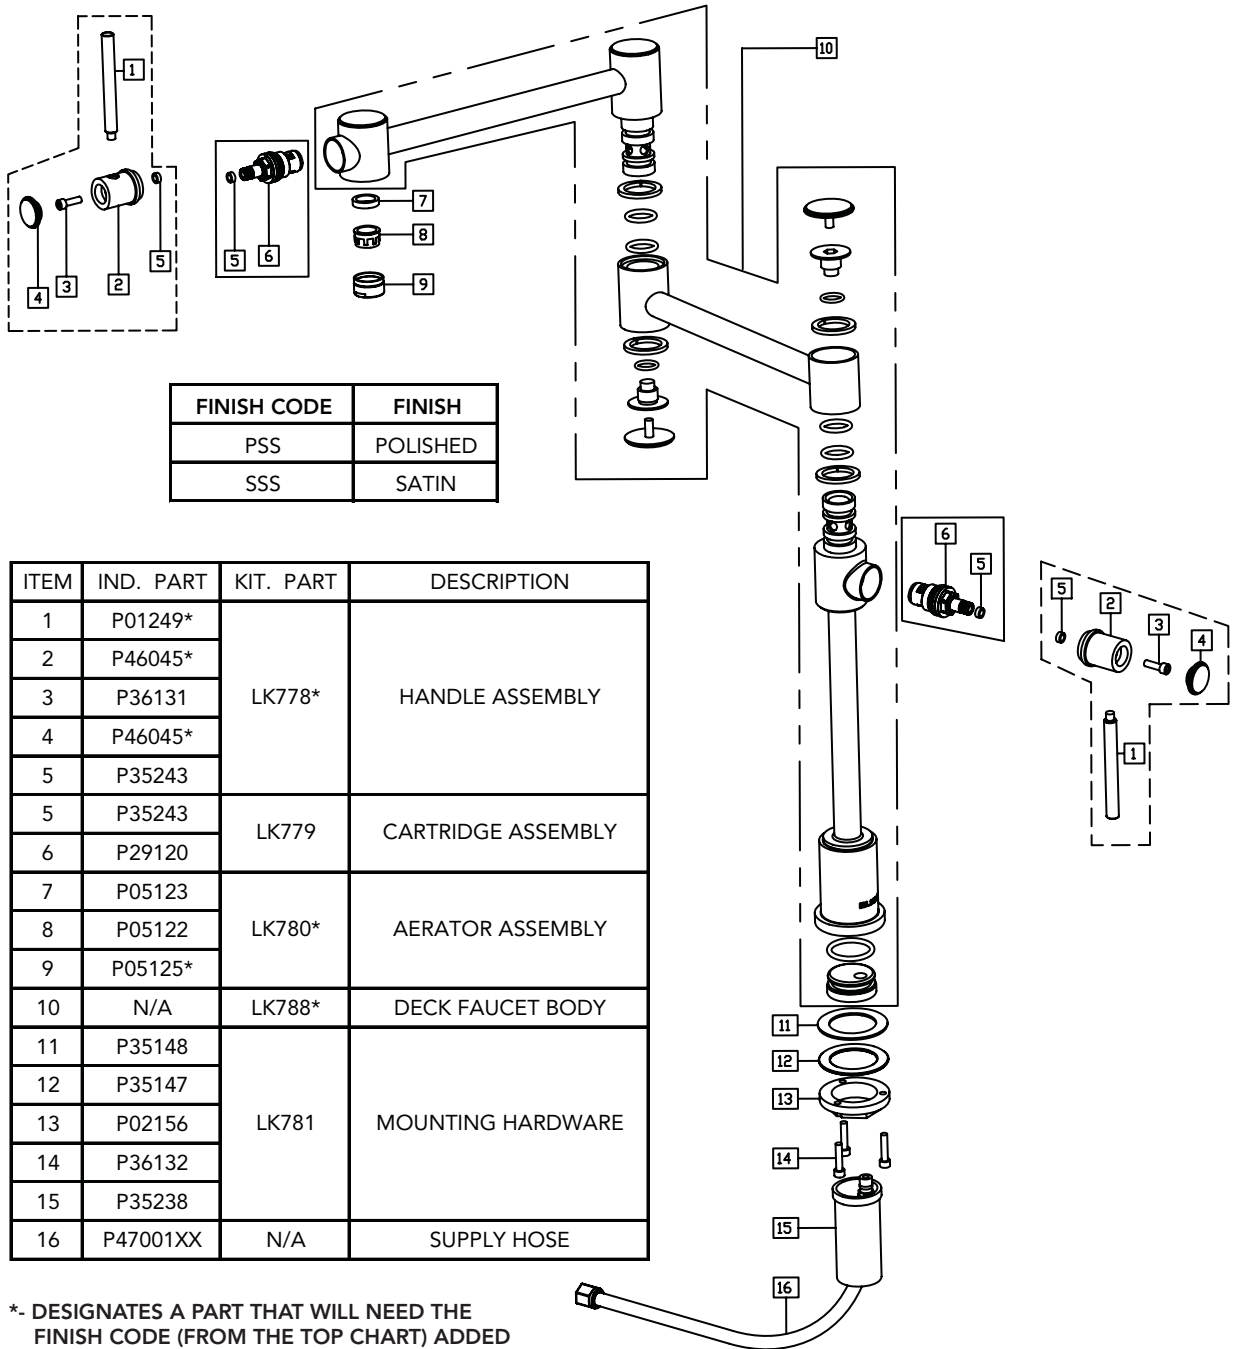 1
10
5
4
3
2
5
6
7
8
9
FINISH CODE FINISH
PSS POLISHED
SSS SATIN
6
5
5
2
3
4
1
ITEM IND. PART KIT. PART DESCRIPTION
1 P01249*
2 P46045*
3 P36131 LK778* HANDLE ASSEMBLY
4 P46045*
5 P35243
5 P35243
LK779 CARTRIDGE ASSEMBLY
6 P29120
7 P05123
8 P05122 LK780* AERATOR ASSEMBLY
9 P05125*
10 N/A LK788* DECK FAUCET BODY
11 P35148
12 P35147
13 P02156 LK781 MOUNTING HARDWARE
14 P36132
15 P35238
16 P47001XX N/A SUPPLY HOSE
11
12
13
14
15
16
*- DESIGNATES A PART THAT WILL NEED THE
FINISH CODE (FROM THE TOP CHART) ADDED